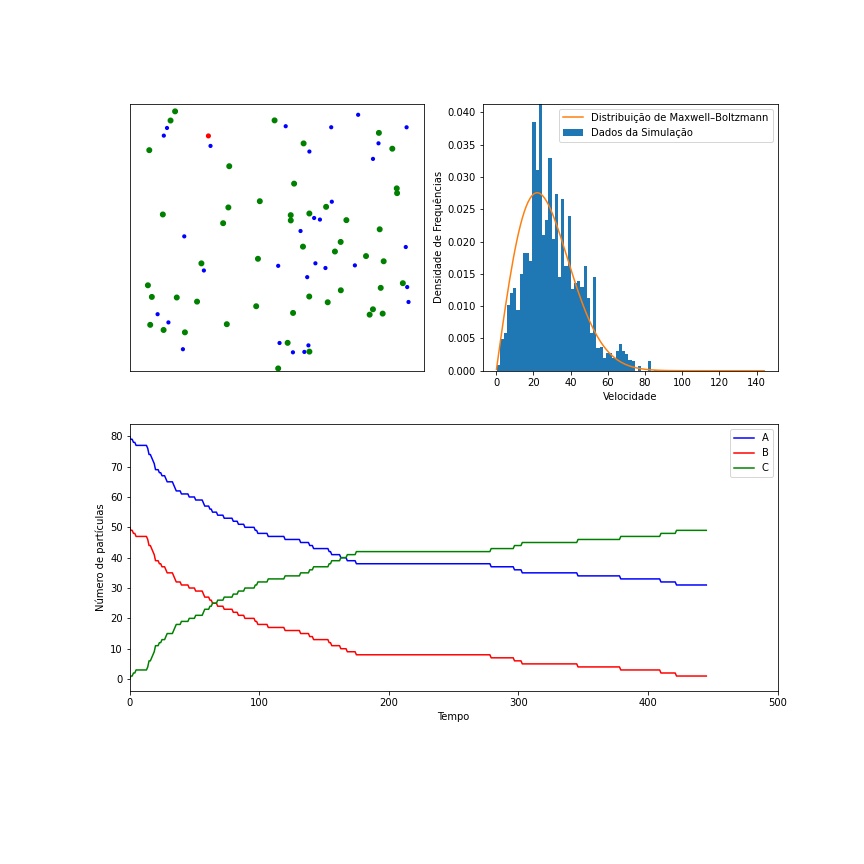 Distribuição de Maxwell–Boltzmann
Dados da Simulação
Densidade de Frequências
0.040
0.035
0.030
0.025
0.020
0.015
0.010
0.005
0.000
0 20 40 60 80 100 120 140
Velocidade
A
B
C
Número de partículas
80
70
60
50
40
30
20
10
0
0 100 200 300 400 500
Tempo